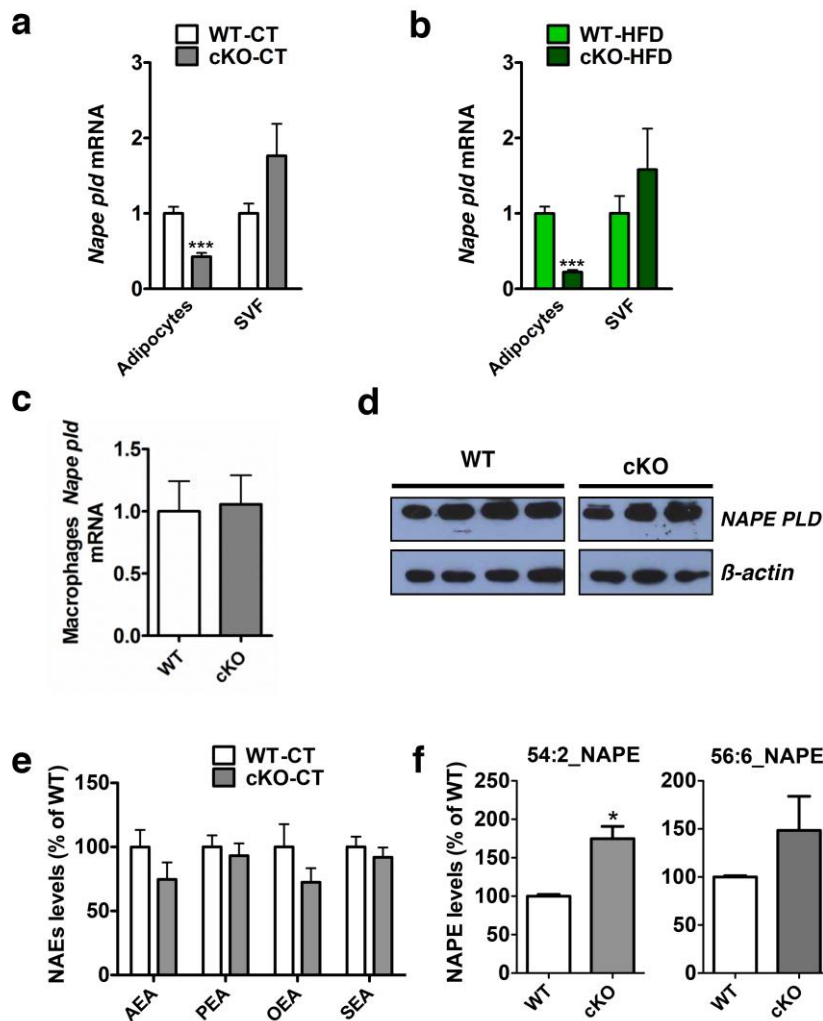 a
WT-CT
cKO-CT
Nape pld mRNA
3
2
1
0
***
Adipocytes
SVF
b
WT-HFD
cKO-HFD
Nape pld mRNA
3
2
1
0
***
Adipocytes
SVF
c
Macrophages Nape pld
mRNA
1.5
1.0
0.5
0.0
WT
cKO
d
WT
cKO
NAPE PLD
ß-actin
e
WT-CT
cKO-CT
NAEs levels (% of WT)
150
100
50
0
AEA
PEA
OEA
SEA
f
54:2_NAPE
NAPE levels (% of WT)
250
200
150
100
50
0
*
WT
cKO
56:6_NAPE
200
150
100
50
0
WT
cKO